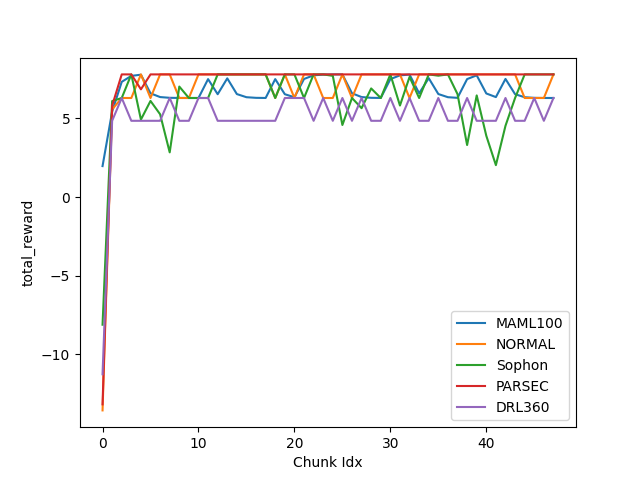 total_reward
5
0
−5
−10
0
10
20
30
40
Chunk Idx
MAML100
NORMAL
Sophon
PARSEC
DRL360